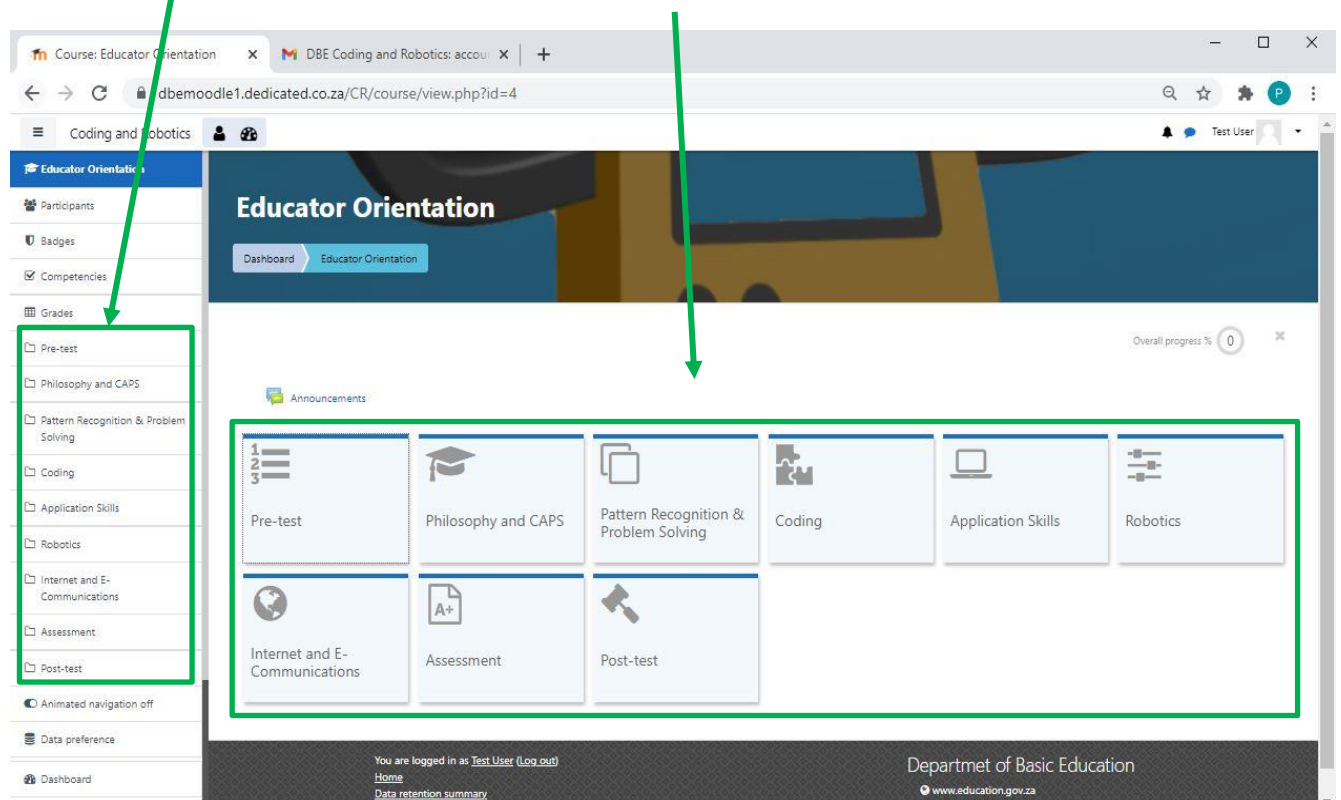 Course: Educator Orientation
DBE Coding and Robotics: accou
dbemoodle1.dedicated.co.za/CR/course/view.php?id=4
P
Coding and Robotics
Test User
Educator Orientation
Participants
Badges
Competencies
Grades
Pre-test
Philosophy and CAPS
Pattern Recognition & Problem
Solving
Coding
Application Skills
Robotics
Internet and E-
Communications
Assessment
Post-test
Animated navigation off
Data preference
Dashboard
Educator Orientation
Dashboard
Educator Orientation
Overall progress % 0
Announcements
1
2
3
Pre-test
Philosophy and CAPS
Pattern Recognition &
Problem Solving
Coding
Application Skills
Robotics
Internet and E-
Communications
A+
Assessment
Post-test
You are logged in as Test User (Log out)
Home
Data retention summary
Departmet of Basic Education
www.education.gov.za